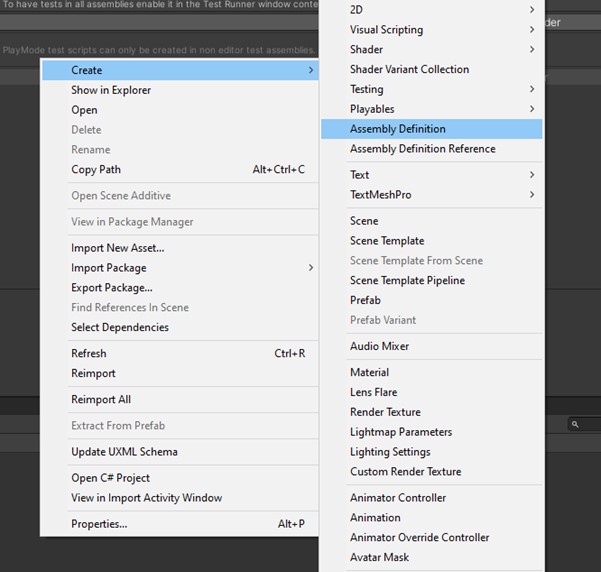 To have tests in all assemblies enable it in the Test Runner window conte
der
PlayMode test scripts can only be created in non editor test assemblies.
Create
Show in Explorer
Open
Delete
Rename
Copy Path Alt+Ctrl+C
Open Scene Additive
View in Package Manager
Import New Asset...
Import Package
Export Package...
Find References In Scene
Select Dependencies
Refresh Ctrl+R
Reimport
Reimport All
Extract From Prefab
Update UXML Schema
Open C# Project
View in Import Activity Window
Properties... Alt+P
2D
Visual Scripting
Shader
Shader Variant Collection
Testing
Playables
Assembly Definition
Assembly Definition Reference
Text
TextMeshPro
Scene
Scene Template
Scene Template From Scene
Scene Template Pipeline
Prefab
Prefab Variant
Audio Mixer
Material
Lens Flare
Render Texture
Lightmap Parameters
Lighting Settings
Custom Render Texture
Animator Controller
Animation
Animator Override Controller
Avatar Mask